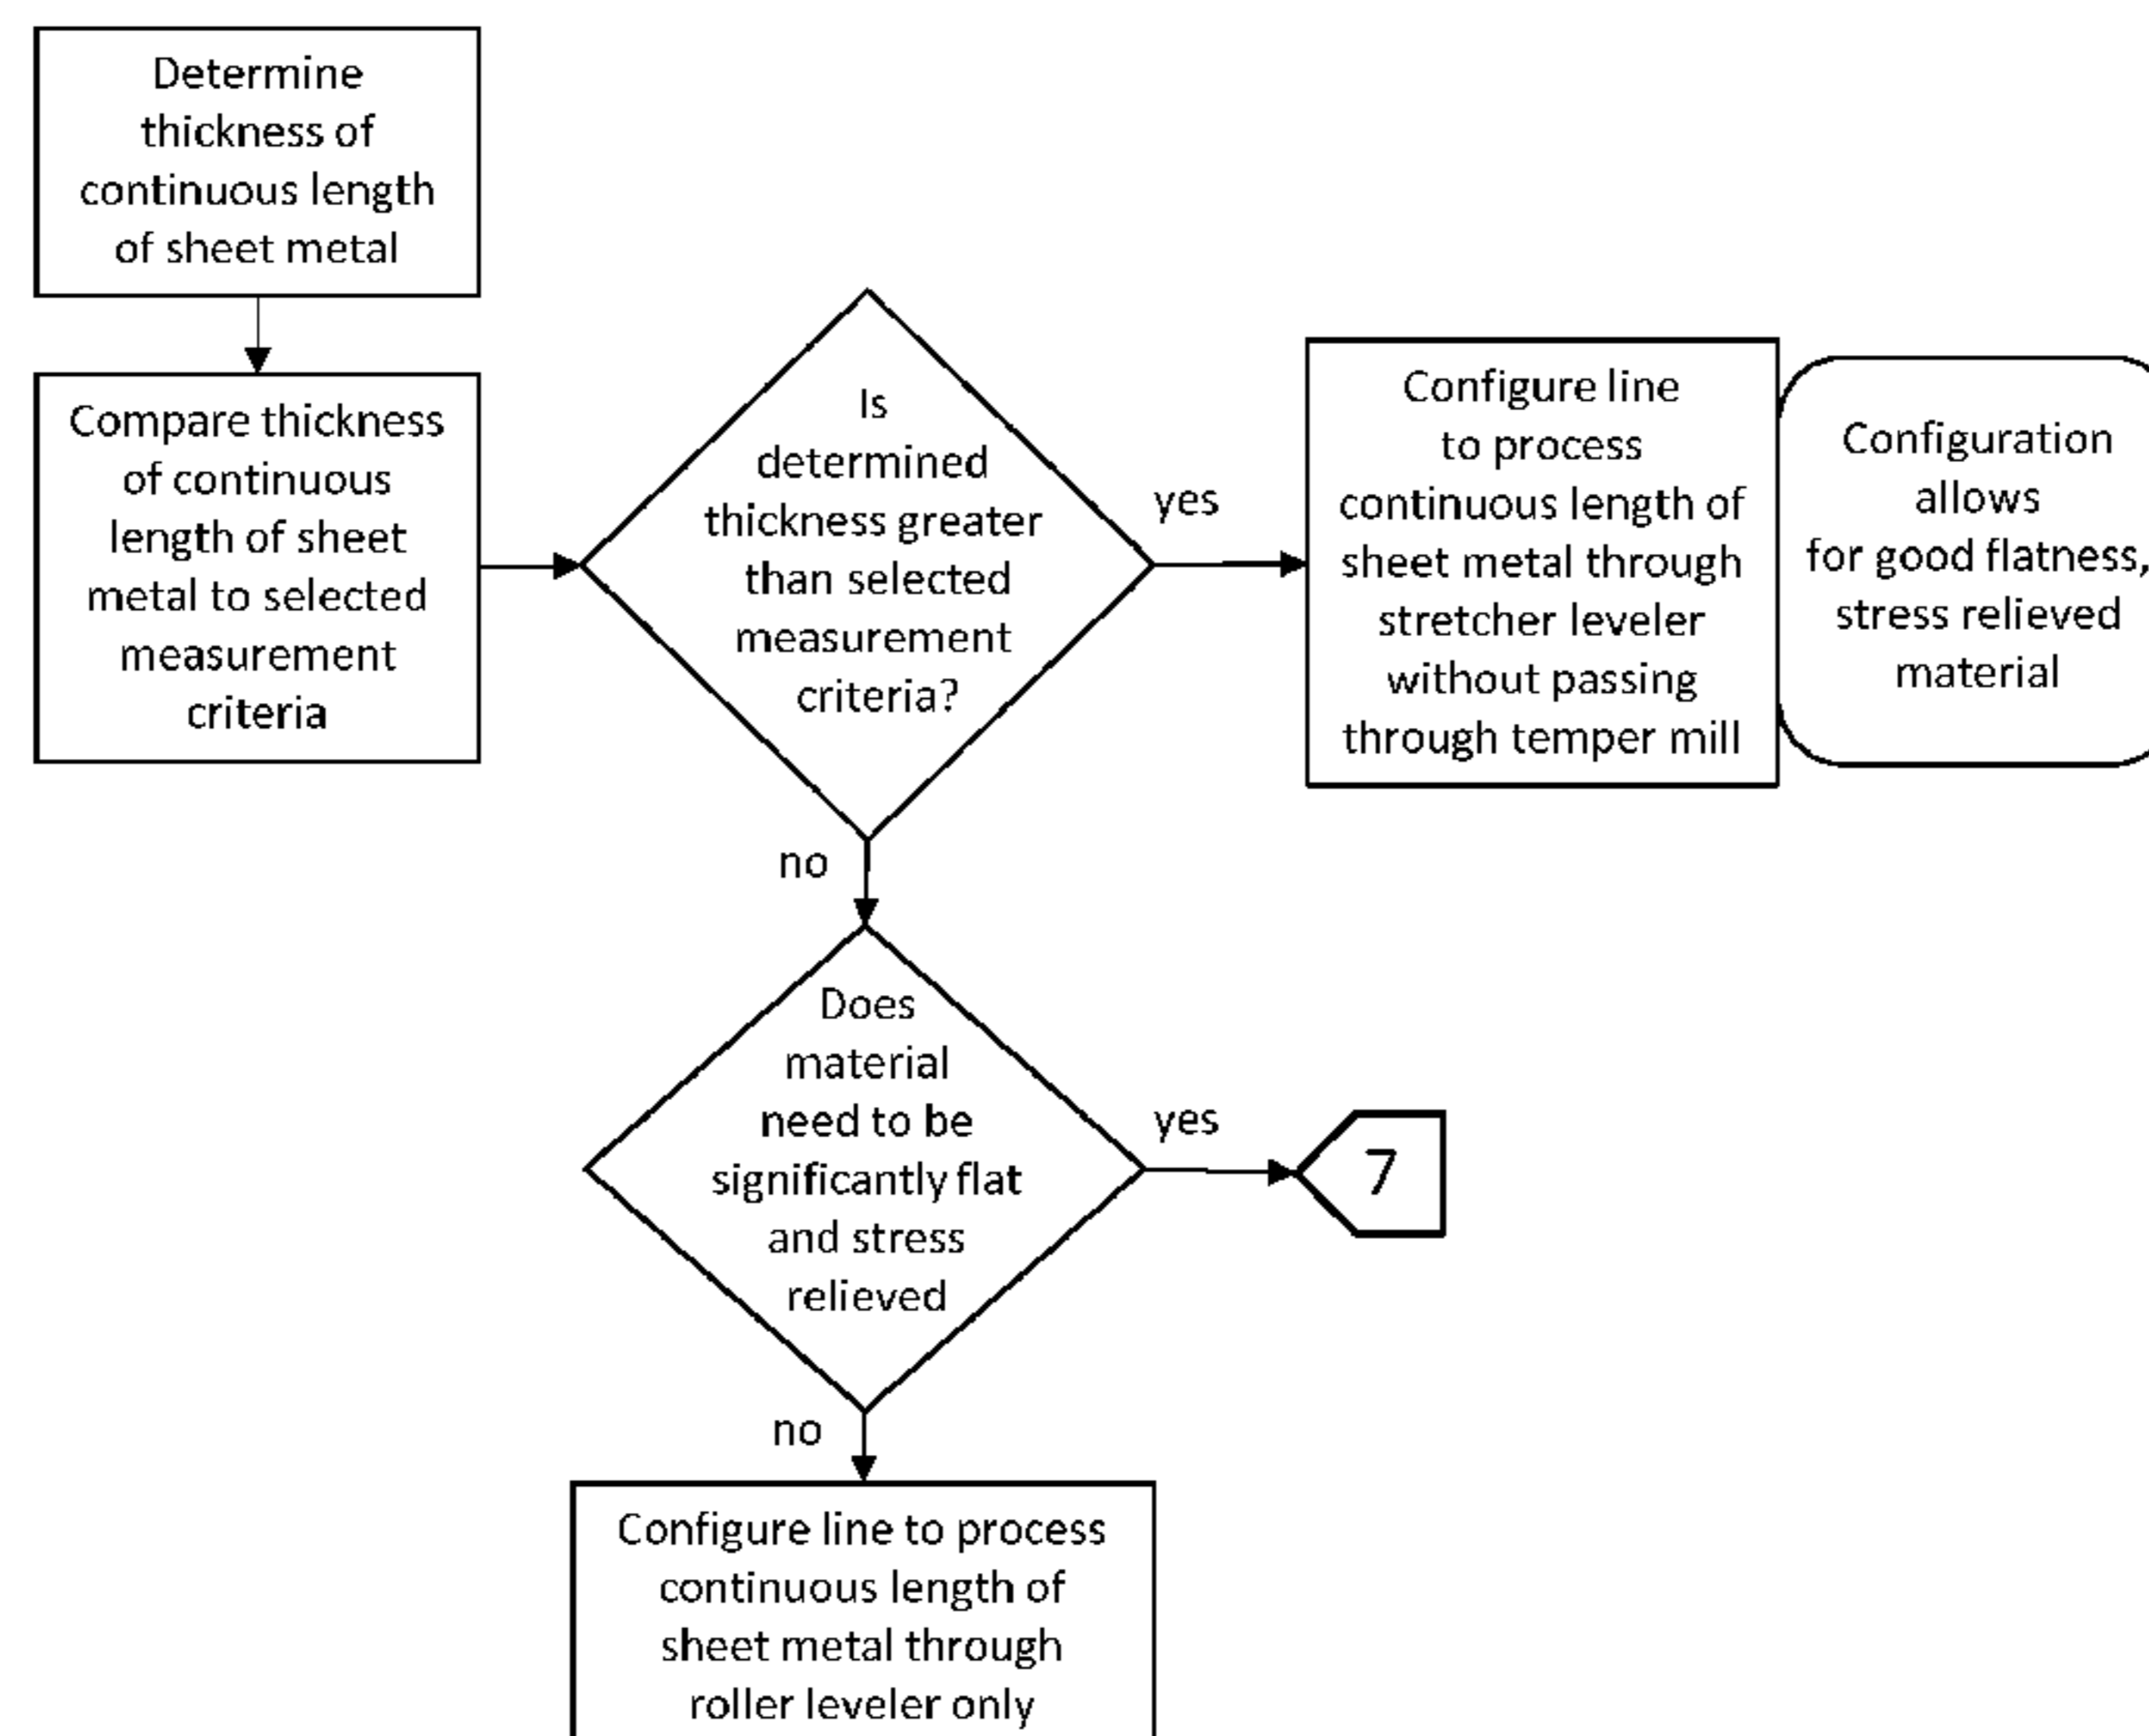 Determine
thickness of
continuous length
of sheet metal
Compare thickness
of continuous
length of sheet
metal to selected
measurement
criteria
Is
determined
thickness greater
than selected
measurement
criteria?
yes
Configure line
to process
continuous length of
sheet metal through
stretcher leveler
without passing
through temper mill
Configuration
allows
for good flatness,
stress relieved
material
no
Does
material
need to be
significantly flat
and stress
relieved
yes
7
no
Configure line to process
continuous length of
sheet metal through
roller leveler only